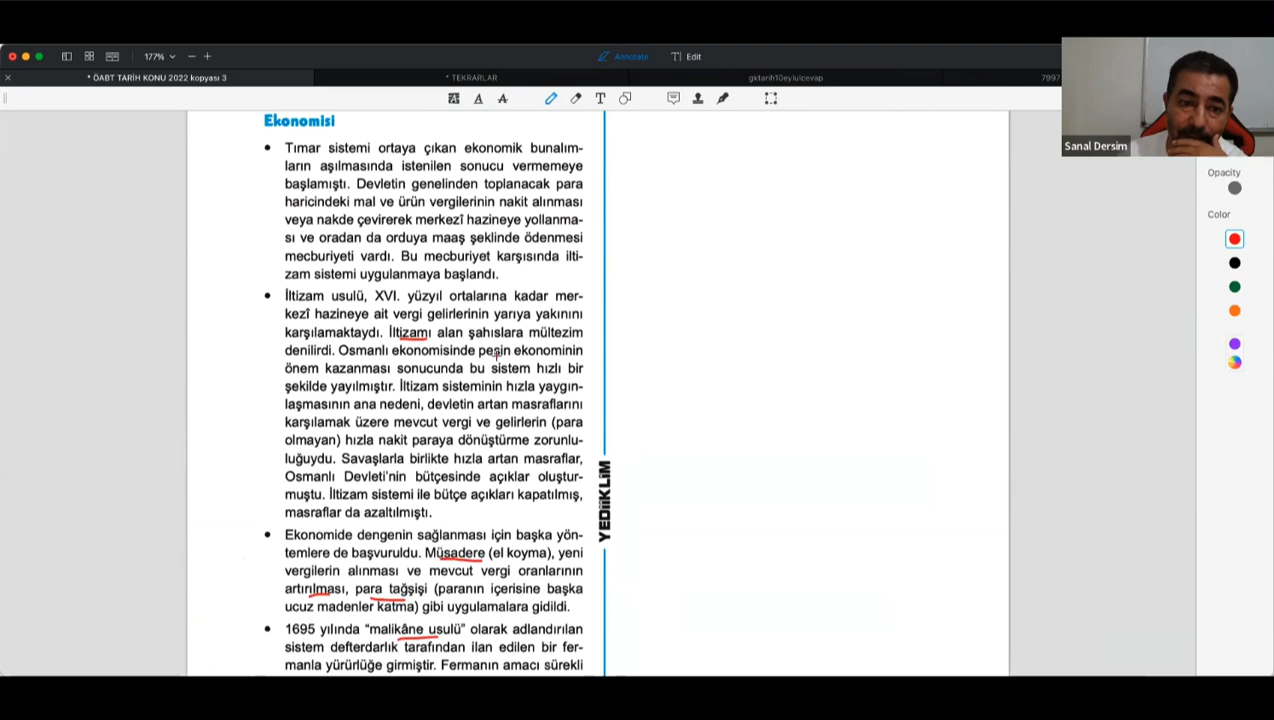 177%
Annotate
Edit
* ÖABT TARİH KONU 2022 kopyası 3
* TEKRARLAR
gktarih10eylulcevap
7997
Sanal Dersim
Opacity
Color
Ekonomisi
• Tımar sistemi ortaya çıkan ekonomik bunalım-
ların aşılmasında istenilen sonucu vermemeye
başlamıştı. Devletin genelinden toplanacak para
haricindeki mal ve ürün vergilerinin nakit alınması
veya nakde çevirerek merkezî hazineye yollanma-
sı ve oradan da orduya maaş şeklinde ödenmesi
mecburiyeti vardı. Bu mecburiyet karşısında ilti-
zam sistemi uygulanmaya başlandı.
• İltizam usulü, XVI. yüzyıl ortalarına kadar mer-
kezî hazineye ait vergi gelirlerinin yarıya yakınını
karşılamaktaydı. İltizamı alan şahıslara mültezim
denilirdi. Osmanlı ekonomisinde peşin ekonominin
önem kazanması sonucunda bu sistem hızlı bir
şekilde yayılmıştır. İltizam sisteminin hızla yaygın-
laşmasının ana nedeni, devletin artan masraflarını
karşılamak üzere mevcut vergi ve gelirlerin (para
olmayan) hızla nakit paraya dönüştürme zorunlu-
luğuydu. Savaşlarla birlikte hızla artan masraflar,
Osmanlı Devleti'nin bütçesinde açıklar oluştur-
muştu. İltizam sistemi ile bütçe açıkları kapatılmış,
masraflar da azaltılmıştı.
• Ekonomide dengenin sağlanması için başka yön-
temlere de başvuruldu. Müsadere (el koyma), yeni
vergilerin alınması ve mevcut vergi oranlarının
artırılması, para tağşişi (paranın içerisine başka
ucuz madenler katma) gibi uygulamalara gidildi.
• 1695 yılında “malikâne usulü” olarak adlandırılan
sistem defterdarlık tarafından ilan edilen bir fer-
manla yürürlüğe girmiştir. Fermanın amacı sürekli
YEDİİKLİM